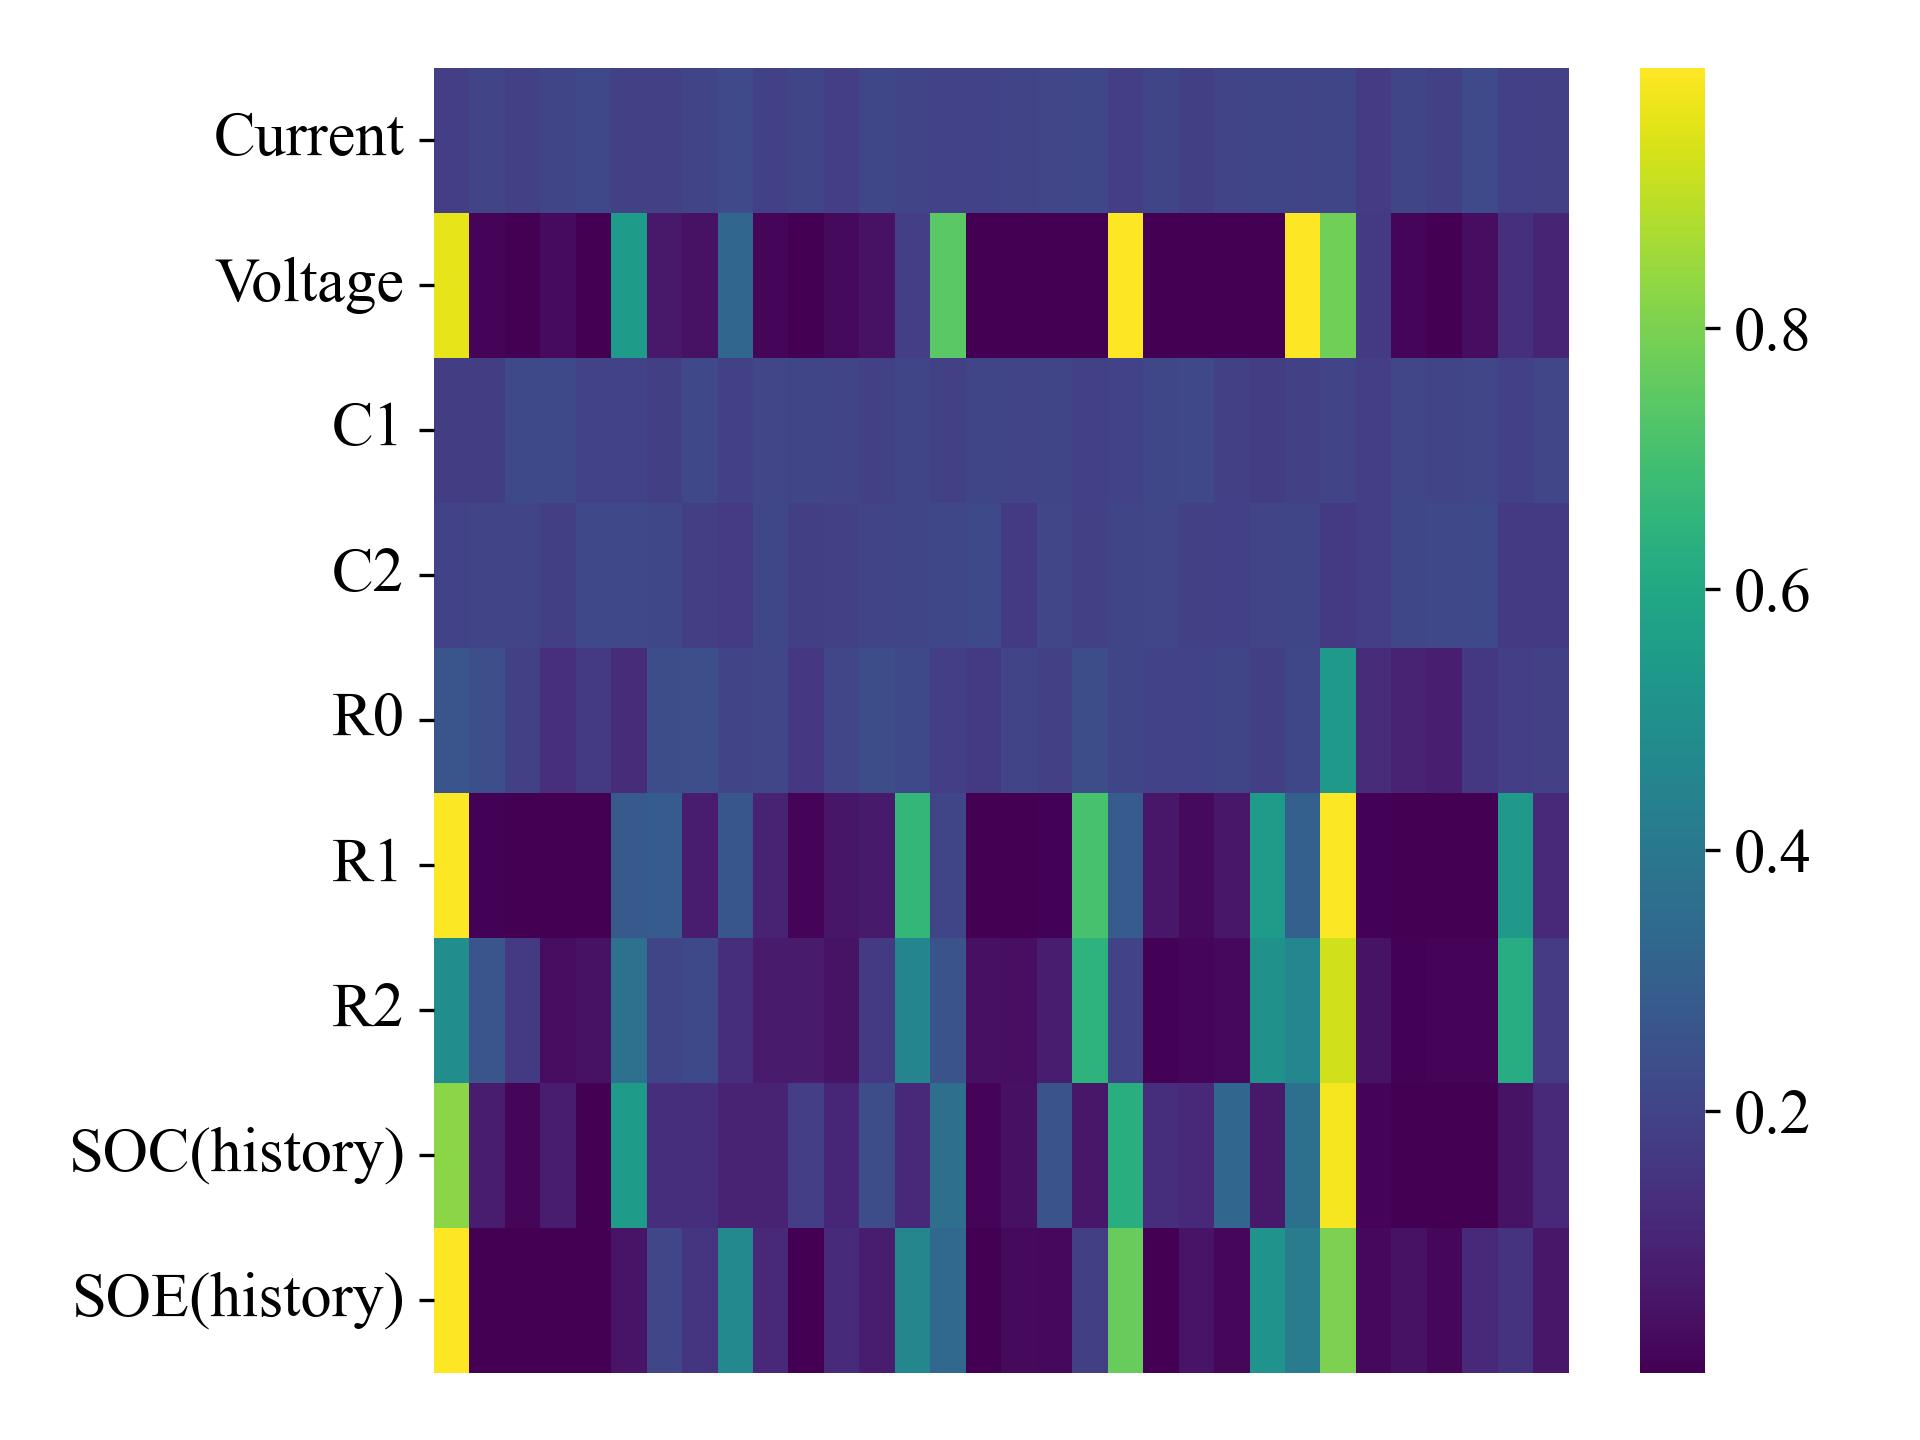 Current
Voltage
C1
C2
R0
R1
R2
SOC(history)
SOE(history)
0.8
0.6
0.4
0.2